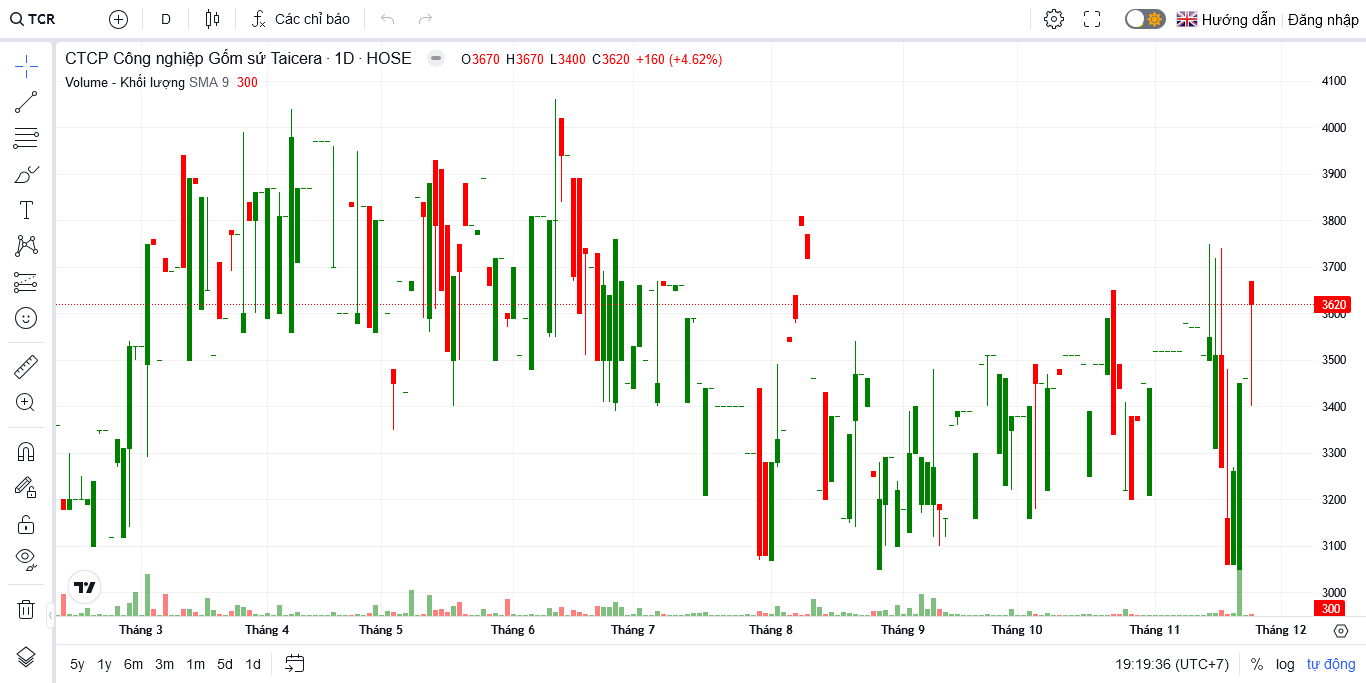 TCR D Các chỉ báo Hướng dẫn Đăng nhập
CTCP Công nghiệp Gốm sứ Taicera · 1D · HOSE O3670 H3670 L3400 C3620 +160 (+4.62%)
Volume - Khối lượng SMA 9 300
4100
4000
3900
3800
3700
3620
3600
3500
3400
3300
3200
3100
3000
300
Tháng 3 Tháng 4 Tháng 5 Tháng 6 Tháng 7 Tháng 8 Tháng 9 Tháng 10 Tháng 11 Tháng 12
5y 1y 6m 3m 1m 5d 1d 19:19:36 (UTC+7) % log tự động